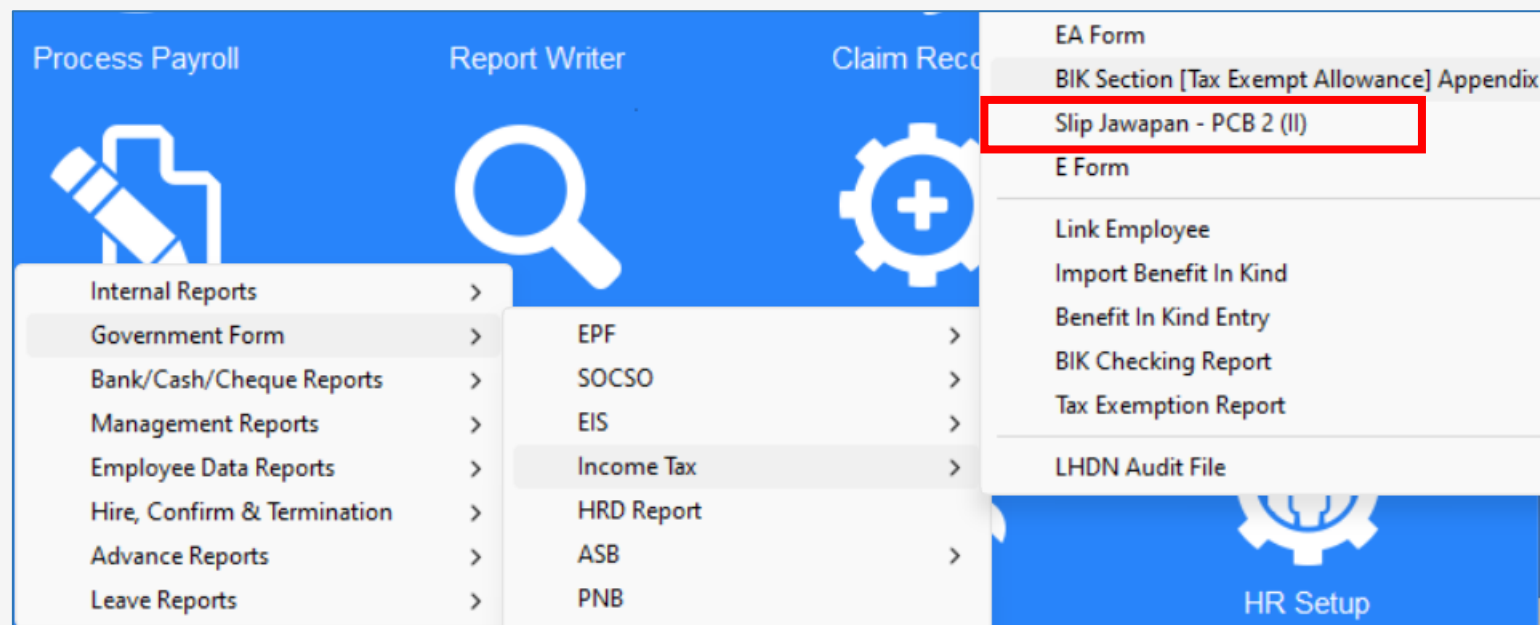 Process Payroll
Report Writer
Claim Reco
EA Form
BIK Section [Tax Exempt Allowance] Appendix
Slip Jawapan - PCB 2 (II)
E Form
Link Employee
Import Benefit In Kind
Benefit In Kind Entry
BIK Checking Report
Tax Exemption Report
LHDN Audit File
Internal Reports
Government Form
Bank/Cash/Cheque Reports
Management Reports
Employee Data Reports
Hire, Confirm & Termination
Advance Reports
Leave Reports
EPF
SOCSO
EIS
Income Tax
HRD Report
ASB
PNB
HR Setup